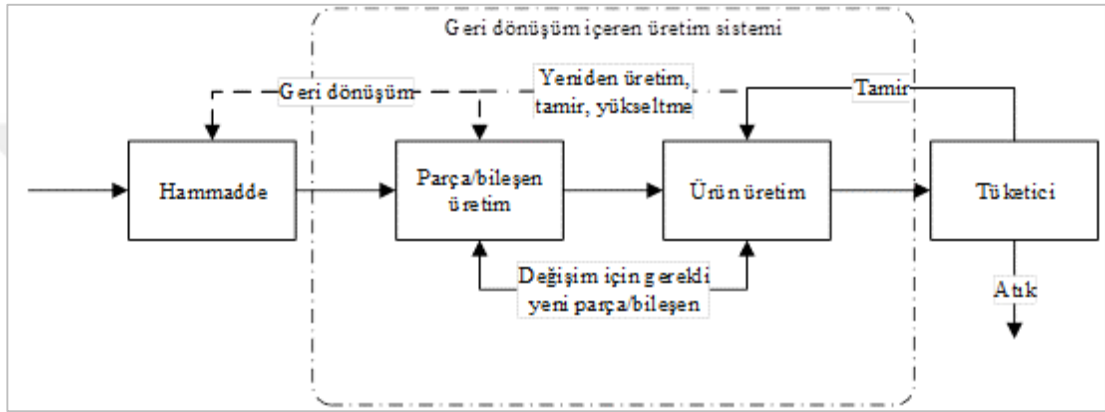 Geri dönüşüm içeren üretim sistemi
Geri dönüşüm
Yeniden üretim,
tamir, yükseltme
Tamir
Hammadde
Parça/bileşen
üretim
Ürün üretim
Tüketici
Değişim için gerekli
yeni parça/bileşen
Atık